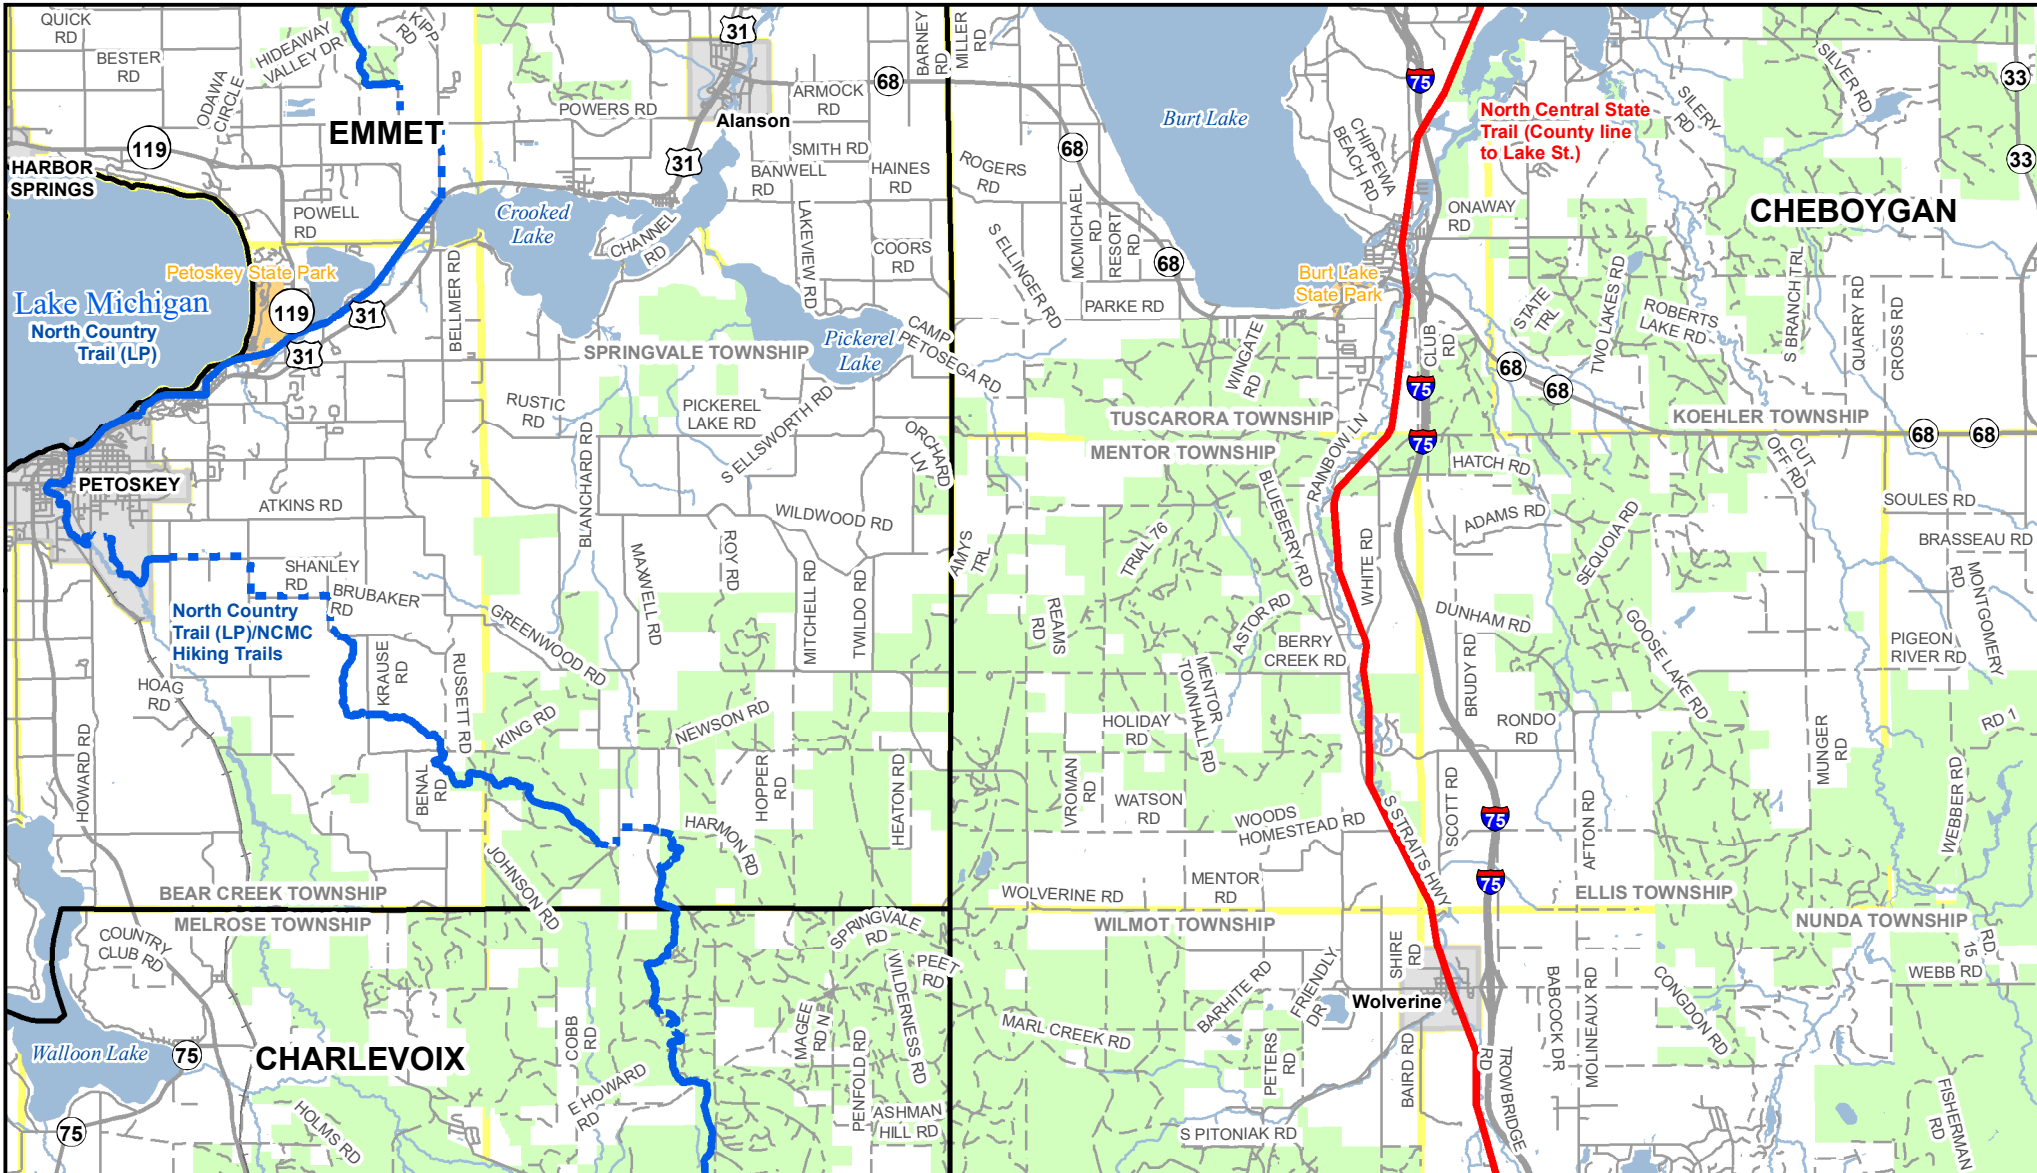 QUICK
RD
BESTER
RD
ODAWA
CIRCLE
HIDEAWAY
VALLEY DR
KIPP
RD
31
BARNEY
RD
MILLER
RD
POWERS RD
ARMOCK
RD
68
Alanson
EMMET
119
HARBOR
SPRINGS
31
SMITH RD
BANWELL
RD
HAINES
RD
ROGERS
RD
68
Burt Lake
CHIPPEWA
BEACH RD
75
North Central State
Trail (County line
to Lake St.)
SILERY
RD
SILVER RD
33
33
CHEBOYGAN
POWELL
RD
Crooked
Lake
CHANNEL
RD
LAKEVIEW RD
COORS
RD
S ELLINGER RD
MCMICHAEL
RD
RESORT
RD
68
ONAWAY
RD
Petoskey State Park
Lake Michigan
North Country
Trail (LP)
119
31
31
BELLMER RD
Pickerel
Lake
CAMP
PETOSEGA RD
PARKE RD
WINGATE
RD
Burt Lake
State Park
CLUB
RD
STATE
TRL
TWO LAKES RD
ROBERTS
LAKE RD
S BRANCH TRL
QUARRY RD
CROSS RD
SPRINGVALE TOWNSHIP
RUSTIC
RD
PICKEREL
LAKE RD
S ELLSWORTH RD
ORCHARD
LN
75
68
68
TUSCARORA TOWNSHIP
KOEHLER TOWNSHIP
68
68
75
MENTOR TOWNSHIP
RAINBOW LN
HATCH RD
CUT
OFF RD
PETOSKEY
ATKINS RD
BLANCHARD RD
WILDWOOD RD
MAXWELL RD
ROY RD
MITCHELL RD
TWILDO RD
AMYS
TRL
TRIAL 76
BLUEBERRY RD
WHITE RD
ADAMS RD
SEQUOIA RD
SOULES RD
BRASSEAU RD
MONTGOMERY
RD
SHANLEY
RD
BRUBAKER
RD
North Country
Trail (LP)/NCMC
Hiking Trails
GREENWOOD RD
REAMS
RD
ASTOR RD
BERRY
CREEK RD
DUNHAM RD
GOOSE LAKE RD
PIGEON
RIVER RD
HOAG
RD
KRAUSE
RD
RUSSETT RD
KING RD
NEWSON RD
HOLIDAY
RD
MENTOR
TOWNHALL RD
BRUDY RD
RONDO
RD
RD 1
HOWARD RD
BENAL
RD
HOPPER
RD
HEATON RD
VROMAN
RD
WATSON
RD
WOODS
HOMESTEAD RD
S STRAITS HWY
SCOTT RD
75
AFTON RD
MUNGER
RD
WEBBER RD
HARMON RD
JOHNSON RD
BEAR CREEK TOWNSHIP
MELROSE TOWNSHIP
WOLVERINE RD
MENTOR
RD
75
ELLIS TOWNSHIP
WILMOT TOWNSHIP
NUNDA TOWNSHIP
COUNTRY
CLUB RD
SPRINGVALE
RD
PEET
RD
WILDERNESS RD
SHIRE
RD
FRIENDLY
DR
BARHITE RD
Wolverine
BABCOCK DR
MOLINEAUX RD
CONGDON RD
RD.
15
WEBB RD
Walloon Lake
75
CHARLEVOIX
COBB
RD
MAGEE
RD N
PENFOLD RD
MARL CREEK RD
PETERS
RD
BAIRD RD
TROWBRIDGE
RD
E HOWARD
RD
HOLMS RD
75
ASHMAN
HILL RD
S PITONIAK RD
FISHERMAN
RD